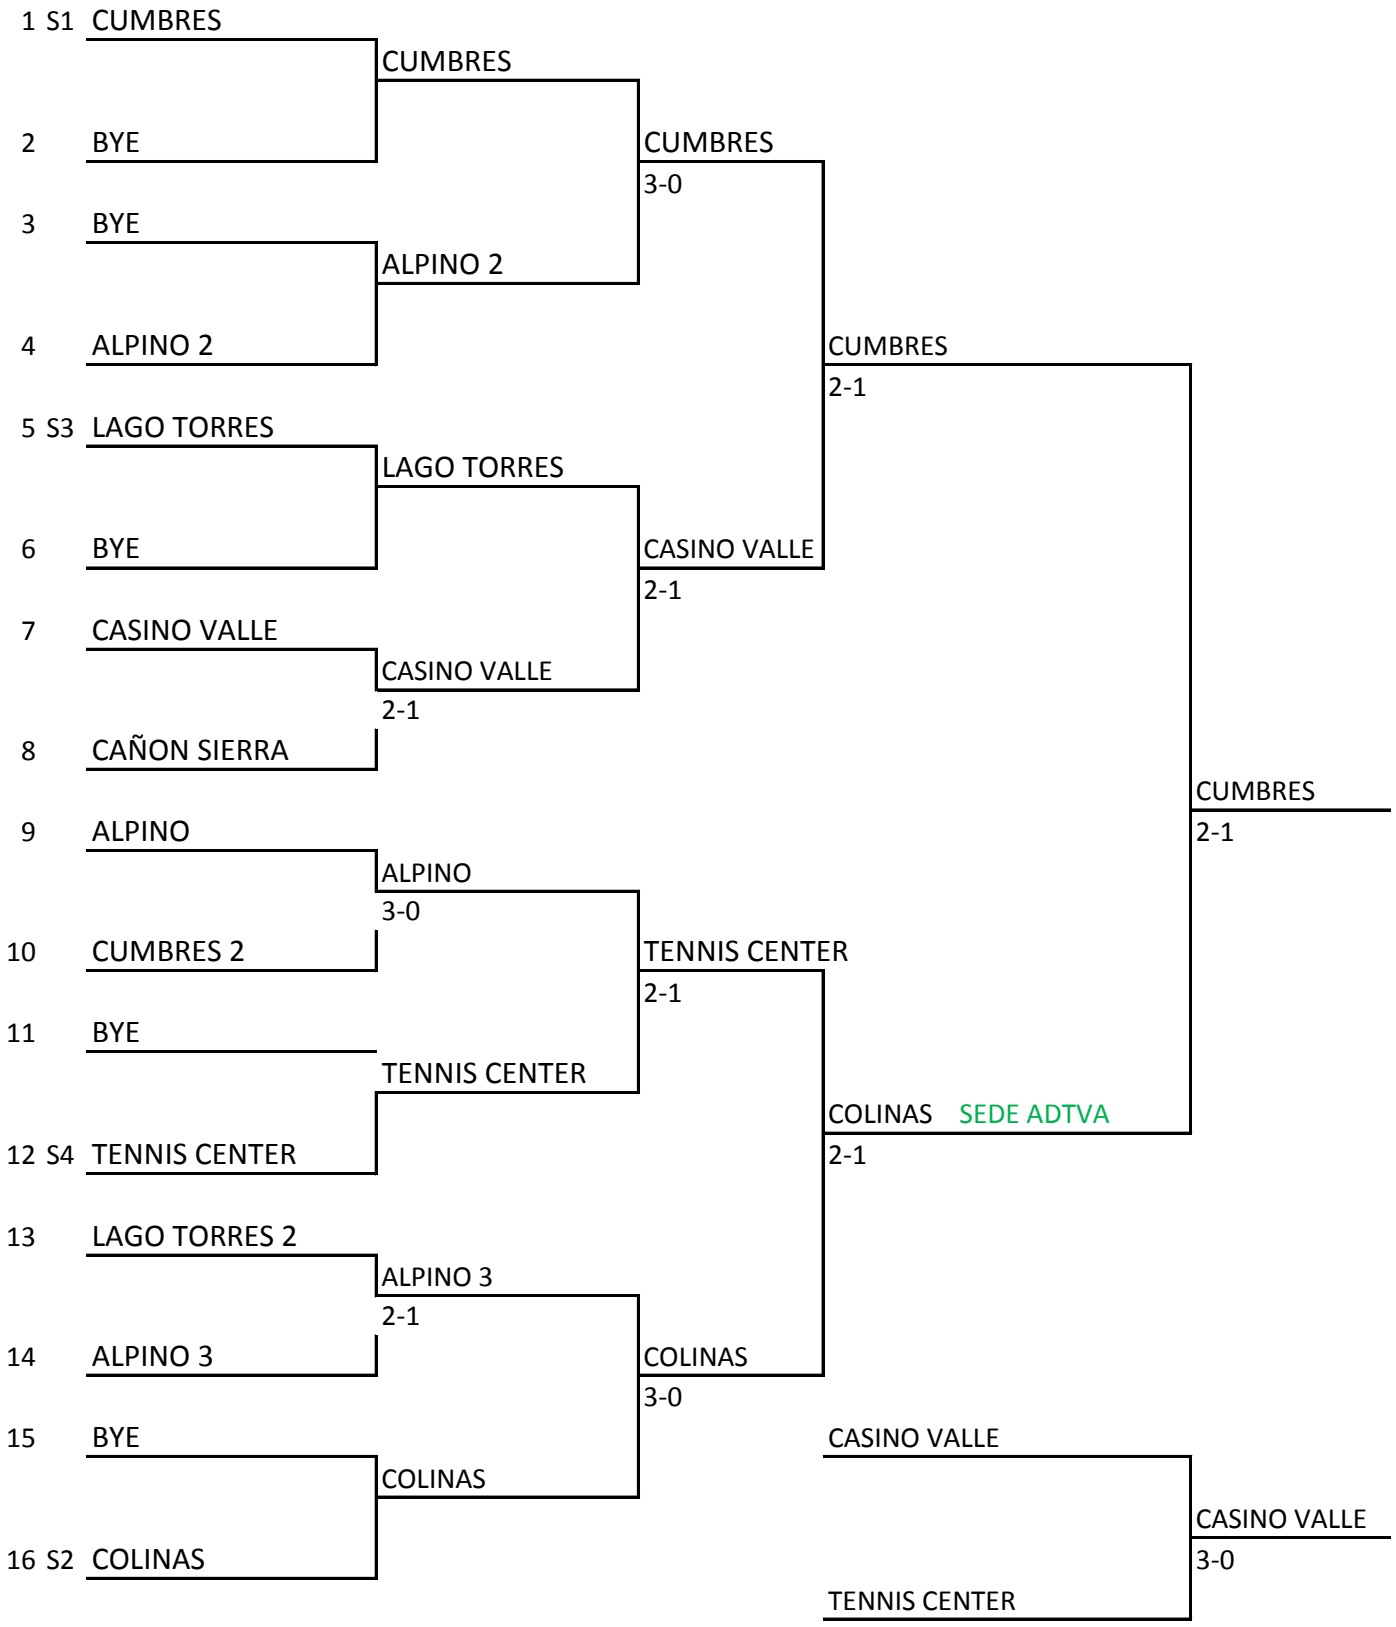 1 S1 CUMBRES
CUMBRES
2 BYE
CUMBRES
3-0
3 BYE
ALPINO 2
4 ALPINO 2
CUMBRES
2-1
5 S3 LAGO TORRES
LAGO TORRES
6 BYE
CASINO VALLE
2-1
7 CASINO VALLE
CASINO VALLE
2-1
8 CAÑON SIERRA
CUMBRES
2-1
9 ALPINO
ALPINO
3-0
10 CUMBRES 2
TENNIS CENTER
2-1
11 BYE
TENNIS CENTER
COLINAS SEDE ADTVA
2-1
12 S4 TENNIS CENTER
13 LAGO TORRES 2
ALPINO 3
2-1
14 ALPINO 3
COLINAS
3-0
15 BYE
CASINO VALLE
COLINAS
CASINO VALLE
3-0
16 S2 COLINAS
TENNIS CENTER